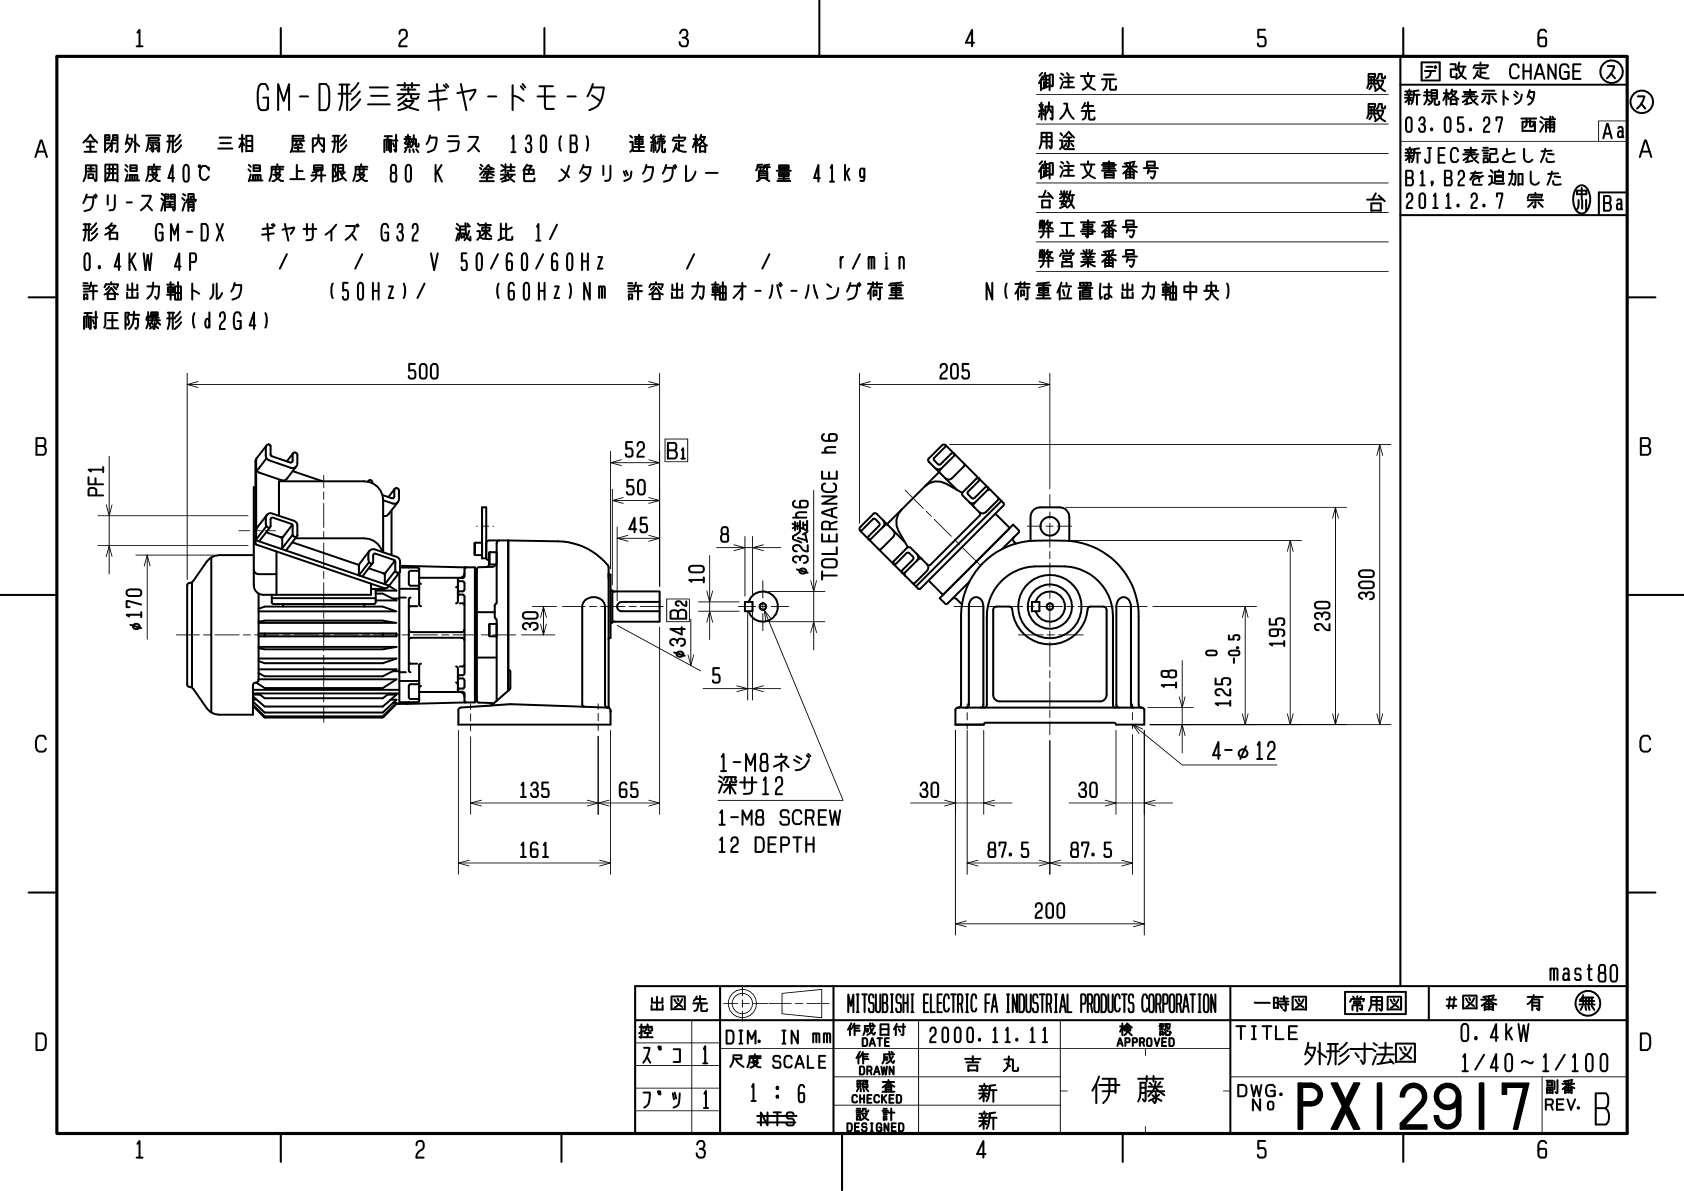 1 2 3 4 5 6
A A
B B
C C
D D
1 2 3 4 5 6
GM-D形三菱ギヤードモータ
全閉外扇形 三相 屋内形 耐熱クラス 130(B) 連続定格
周囲温度40℃ 温度上昇限度 80 K 塗装色 メタリックグレー 質量 41kg
グリース潤滑
形名 GM-DX ギヤサイズ G32 減速比 1/
0.4KW 4P / / V 50/60/60Hz / / r/min
許容出力軸トルク (50Hz)/ (60Hz)Nm 許容出力軸オーバーハング荷重 N(荷重位置は出力軸中央)
耐圧防爆形(d2G4)
御注文元 殿
納入先 殿
用途
御注文書番号
台数 台
弊工事番号
弊営業番号
デ 改定 CHANGE ス
新規格表示トシタ ス
03.05.27 西浦 Aa
新JEC表記とした
B1,B2を追加した
2011.2.7 宗 Ba
500
52 B1
50
45
PF1
φ170
30
B2
φ34
8
10
5
φ32公差h6
TOLERANCE h6
1-M8ネジ
深サ12
1-M8 SCREW
12 DEPTH
135 65
161
205
300
230
195
0
125 -0.5
18
4-φ12
30 30
87.5 87.5
200
mast80
出図先
控
ズコ 1
ブツ 1
DIM. IN mm
尺度 SCALE
1:6
NTS
MITSUBISHI ELECTRIC FA INDUSTRIAL PRODUCTS CORPORATION
作成日付 DATE 2000.11.11
作成 DRAWN 吉丸
照査 CHECKED 新
設計 DESIGNED 新
検認 APPROVED
伊藤
一時図 常用図 #図番 有 無
TITLE 0.4kW
外形寸法図 1/40~1/100
DWG. No PX12917 副番 REV. B